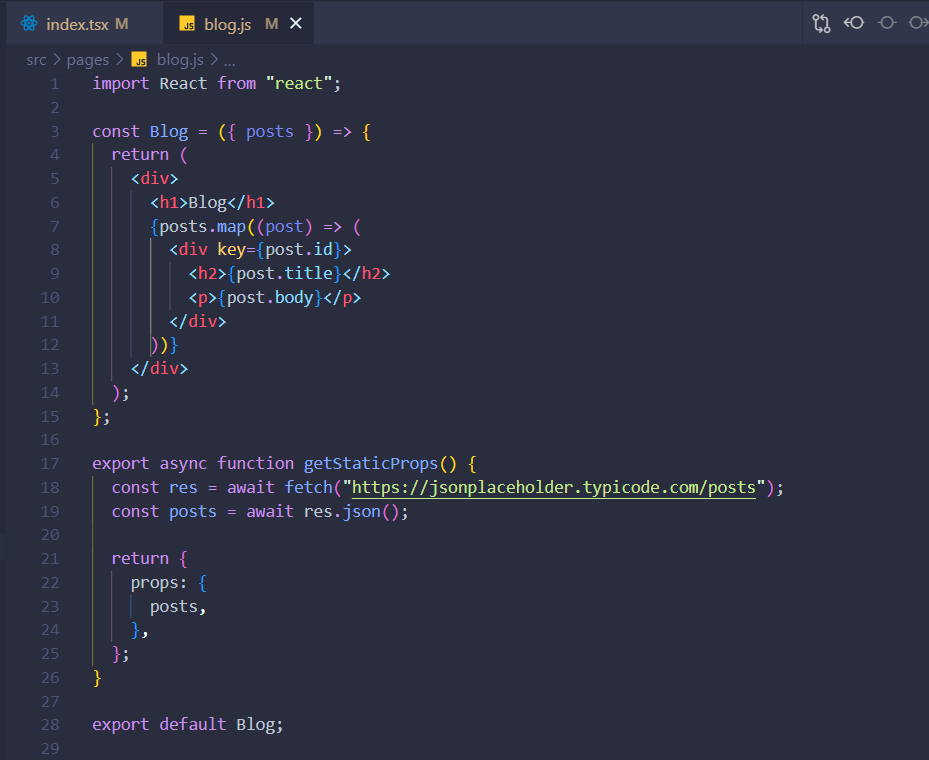 index.tsx M JS blog.js M
src > pages > JS blog.js > ...
1 import React from "react";
2
3 const Blog = ({ posts }) => {
4   return (
5     <div>
6       <h1>Blog</h1>
7       {posts.map((post) => (
8         <div key={post.id}>
9           <h2>{post.title}</h2>
10           <p>{post.body}</p>
11         </div>
12       ))}
13     </div>
14   );
15 };
16
17 export async function getStaticProps() {
18   const res = await fetch("https://jsonplaceholder.typicode.com/posts");
19   const posts = await res.json();
20
21   return {
22     props: {
23       posts,
24     },
25   };
26 }
27
28 export default Blog;
29